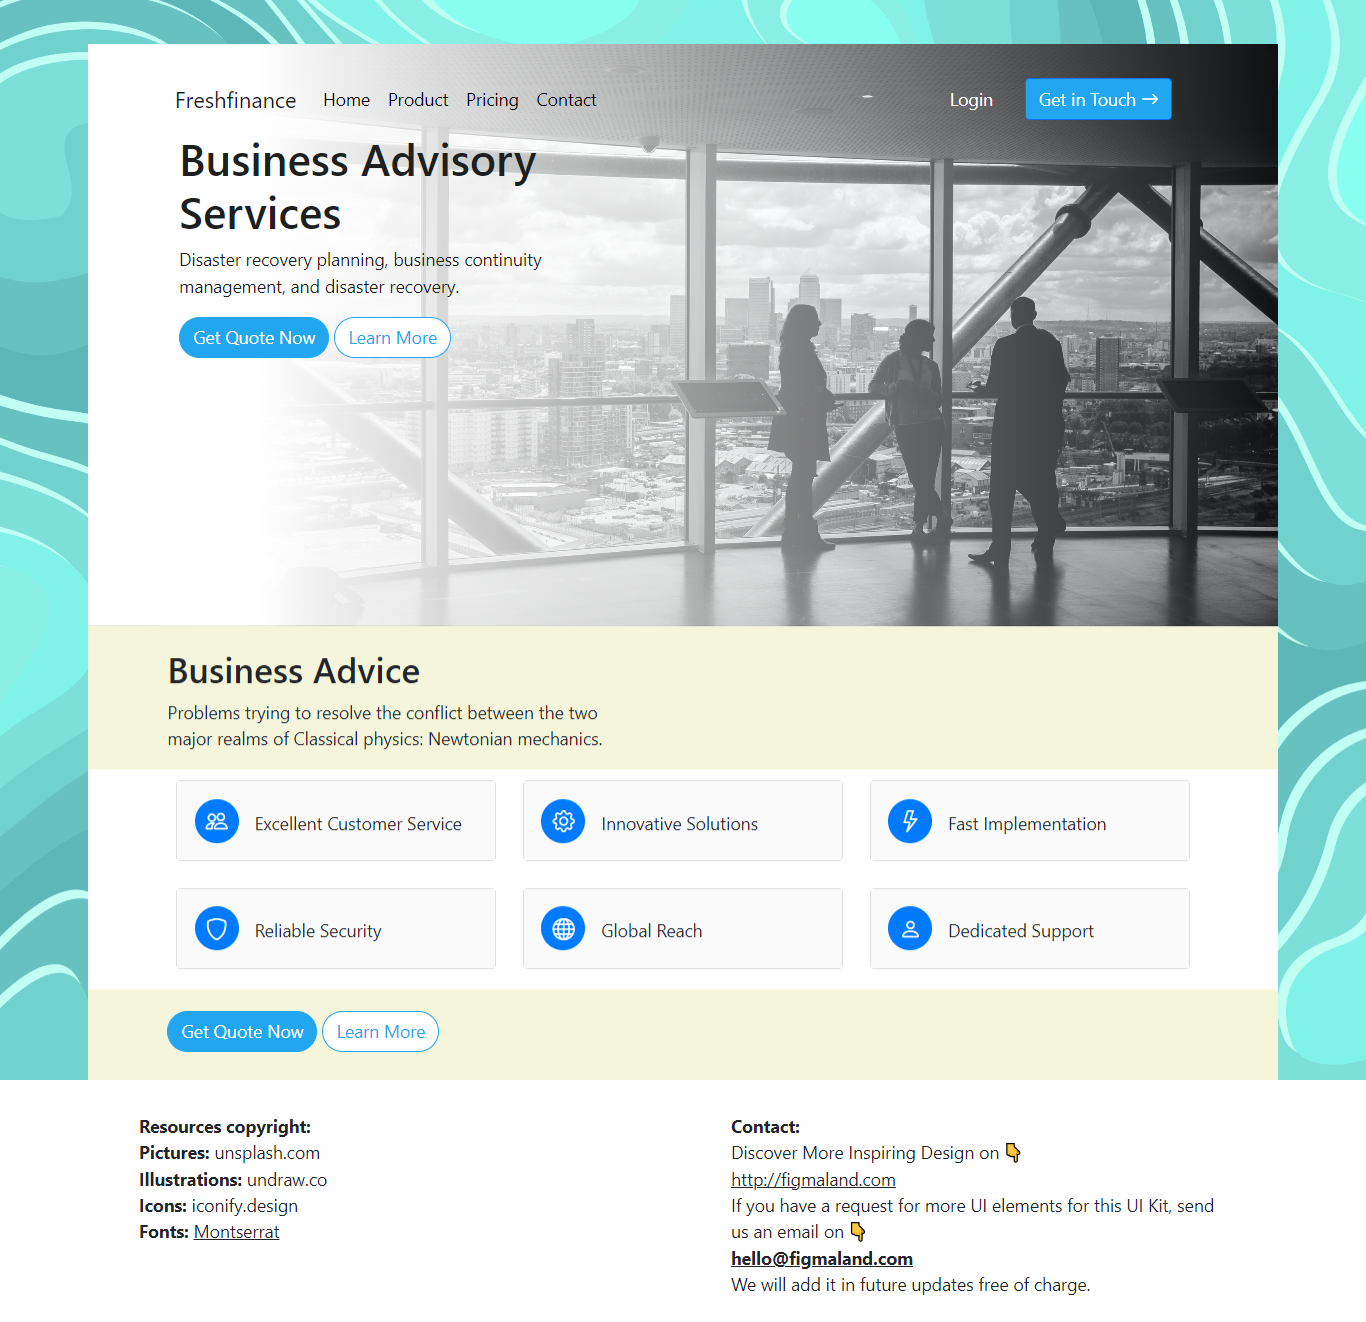 Freshfinance Home Product Pricing Contact Login Get in Touch →
Business Advisory
Services
Disaster recovery planning, business continuity
management, and disaster recovery.
Get Quote Now Learn More
Business Advice
Problems trying to resolve the conflict between the two
major realms of Classical physics: Newtonian mechanics.
Excellent Customer Service
Innovative Solutions
Fast Implementation
Reliable Security
Global Reach
Dedicated Support
Get Quote Now Learn More
Resources copyright:
Pictures: unsplash.com
Illustrations: undraw.co
Icons: iconify.design
Fonts: Montserrat
Contact:
Discover More Inspiring Design on 👇
http://figmaland.com
If you have a request for more UI elements for this UI Kit, send
us an email on 👇
hello@figmaland.com
We will add it in future updates free of charge.